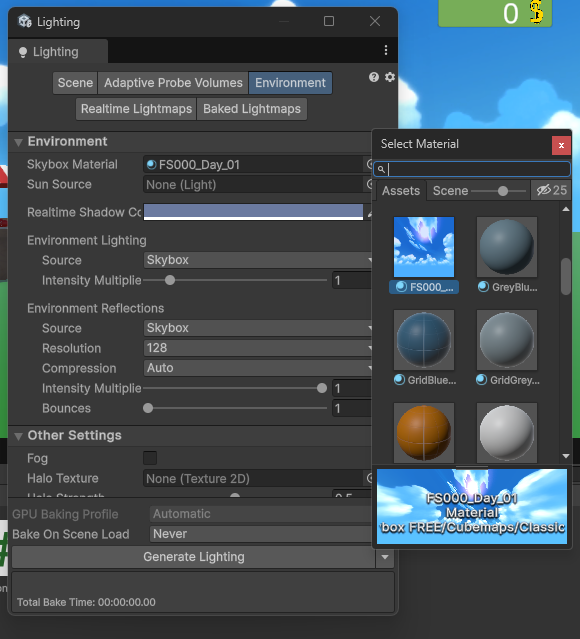 0 $
Lighting
Lighting
Scene Adaptive Probe Volumes Environment
Realtime Lightmaps Baked Lightmaps
Environment
Skybox Material FS000_Day_01
Sun Source None (Light)
Realtime Shadow Co
Environment Lighting
Source Skybox
Intensity Multiplie 1
Environment Reflections
Source Skybox
Resolution 128
Compression Auto
Intensity Multiplie 1
Bounces 1
Other Settings
Fog
Halo Texture None (Texture 2D)
Halo Strength 0.5
GPU Baking Profile Automatic
Bake On Scene Load Never
Generate Lighting
Total Bake Time: 00:00:00.00
Select Material x
Assets Scene 25
FS000_... GreyBlu...
GridBlue... GridGrey...
FS000_Day_01
Material
box FREE/Cubemaps/Classic
#